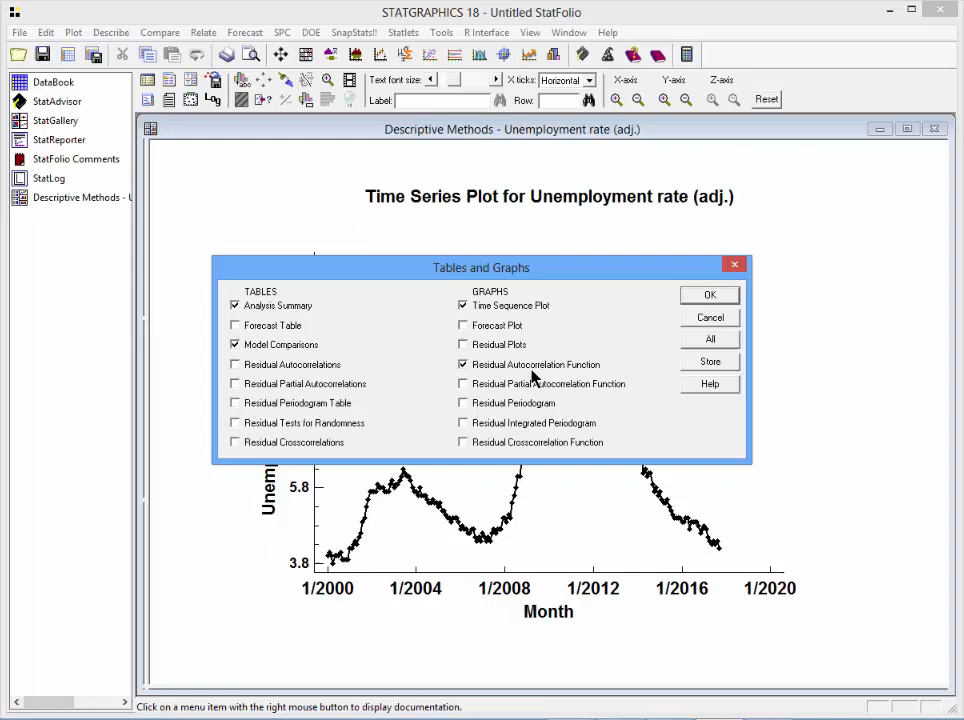 STATGRAPHICS 18 - Untitled StatFolio
File Edit Plot Describe Compare Relate Forecast SPC DOE SnapStats!! Statlets Tools R Interface View Window Help
Text font size: X ticks: Horizontal X-axis Y-axis Z-axis
Log Label: Row: Reset
DataBook
StatAdvisor
StatGallery
StatReporter
StatFolio Comments
StatLog
Descriptive Methods - U
Descriptive Methods - Unemployment rate (adj.)
Time Series Plot for Unemployment rate (adj.)
Tables and Graphs
TABLES
Analysis Summary
Forecast Table
Model Comparisons
Residual Autocorrelations
Residual Partial Autocorrelations
Residual Periodogram Table
Residual Tests for Randomness
Residual Crosscorrelations
GRAPHS
Time Sequence Plot
Forecast Plot
Residual Plots
Residual Autocorrelation Function
Residual Partial Autocorrelation Function
Residual Periodogram
Residual Integrated Periodogram
Residual Crosscorrelation Function
OK
Cancel
All
Store
Help
Unem
5.8
3.8
1/2000 1/2004 1/2008 1/2012 1/2016 1/2020
Month
Click on a menu item with the right mouse button to display documentation.